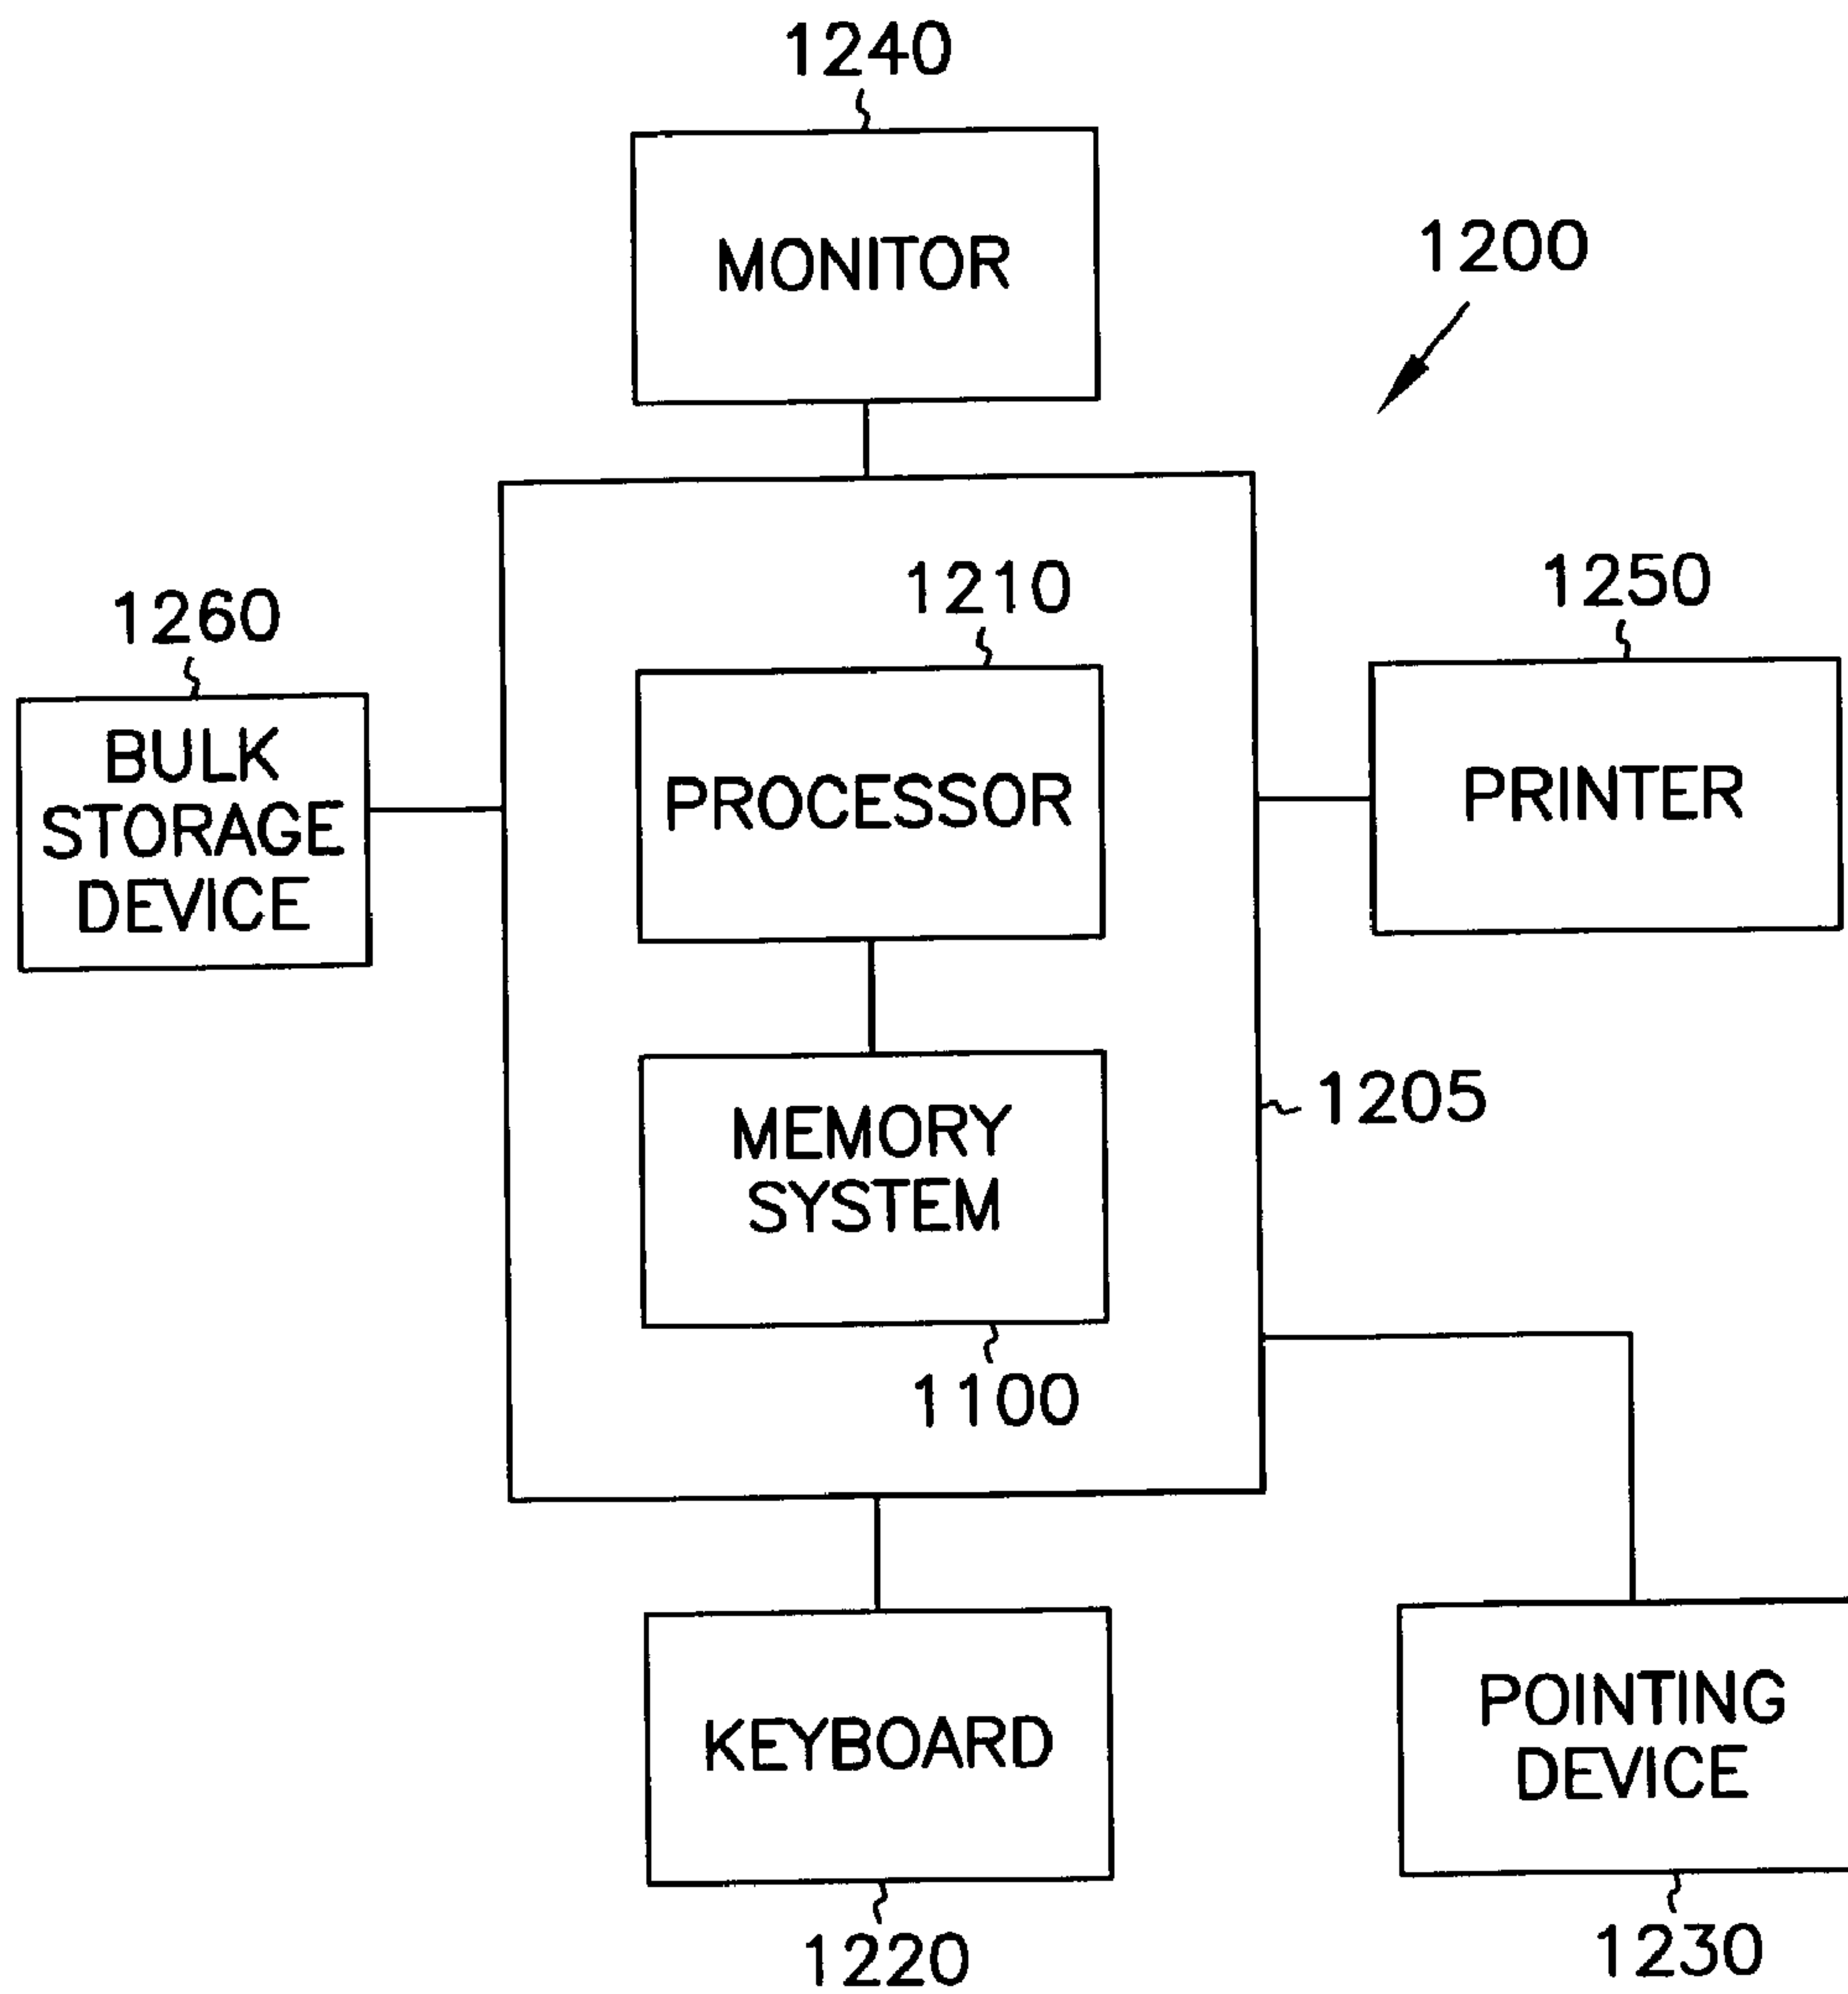 1240
MONITOR
1200
1210
1250
1260
BULK
STORAGE
DEVICE
PROCESSOR
PRINTER
1205
MEMORY
SYSTEM
1100
KEYBOARD
POINTING
DEVICE
1220
1230